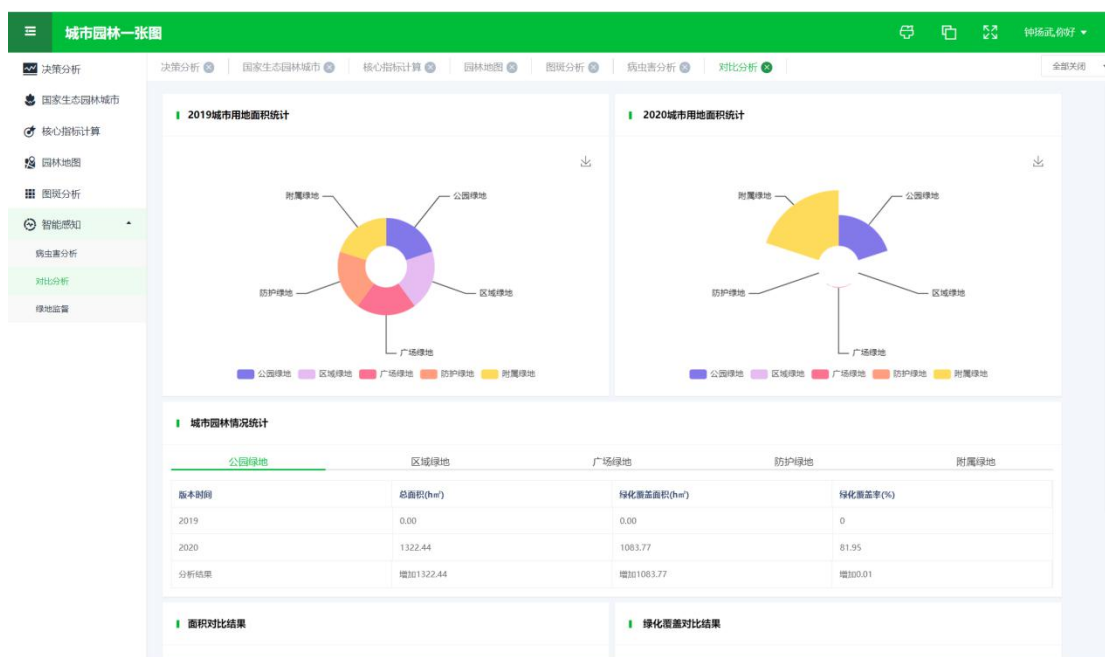 城市园林一张图
钟扬武,你好
决策分析
国家生态园林城市
核心指标计算
园林地图
图斑分析
病虫害分析
对比分析
全部关闭
决策分析
国家生态园林城市
核心指标计算
园林地图
图斑分析
智能感知
病虫害分析
对比分析
绿地监督
2019城市用地面积统计
附属绿地
公园绿地
防护绿地
区域绿地
广场绿地
公园绿地 区域绿地 广场绿地 防护绿地 附属绿地
2020城市用地面积统计
附属绿地
公园绿地
防护绿地
区域绿地
广场绿地
公园绿地 区域绿地 广场绿地 防护绿地 附属绿地
城市园林情况统计
公园绿地 区域绿地 广场绿地 防护绿地 附属绿地
版本时间 总面积(h㎡) 绿化覆盖面积(h㎡) 绿化覆盖率(%)
2019 0.00 0.00 0
2020 1322.44 1083.77 81.95
分析结果 增加1322.44 增加1083.77 增加0.01
面积对比结果
绿化覆盖对比结果